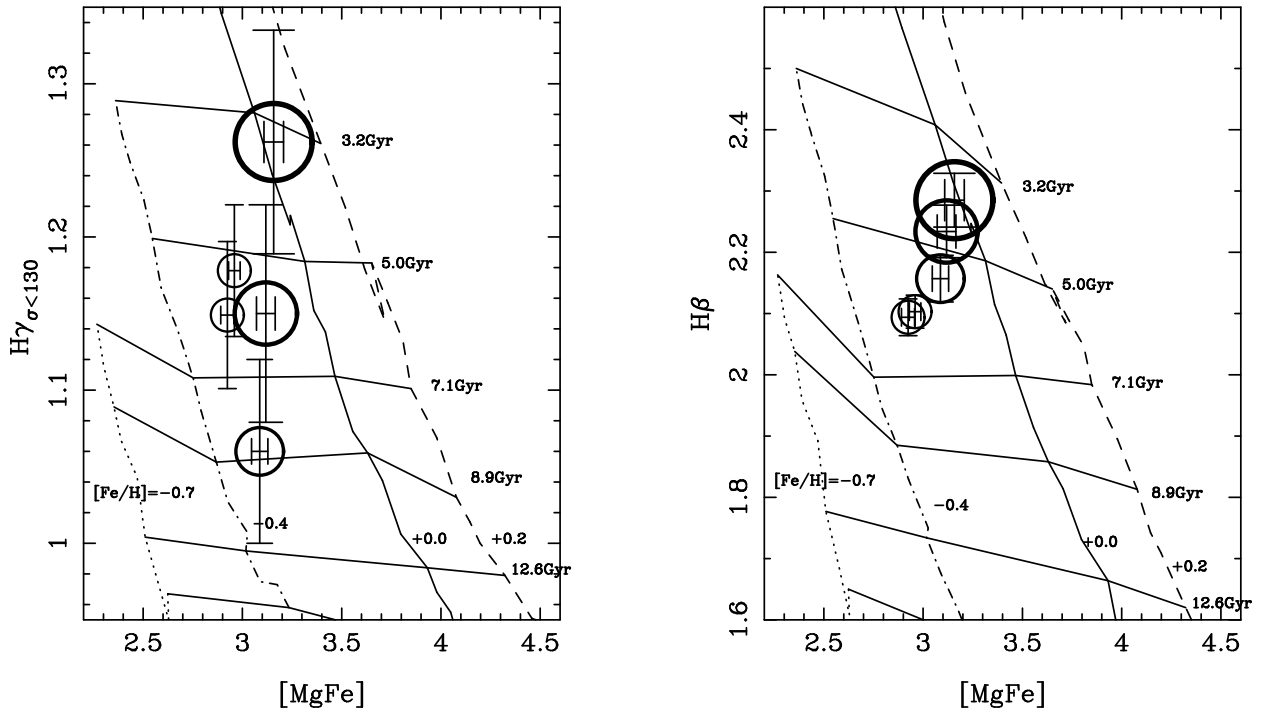 Hγσ<130
1.3
1.2
1.1
1
3.2Gyr
5.0Gyr
7.1Gyr
8.9Gyr
12.6Gyr
[Fe/H]=−0.7
−0.4
+0.0
+0.2
2.5 3 3.5 4 4.5
[MgFe]
Hβ
2.4
2.2
2
1.8
1.6
3.2Gyr
5.0Gyr
7.1Gyr
8.9Gyr
12.6Gyr
[Fe/H]=−0.7
−0.4
+0.0
+0.2
2.5 3 3.5 4 4.5
[MgFe]